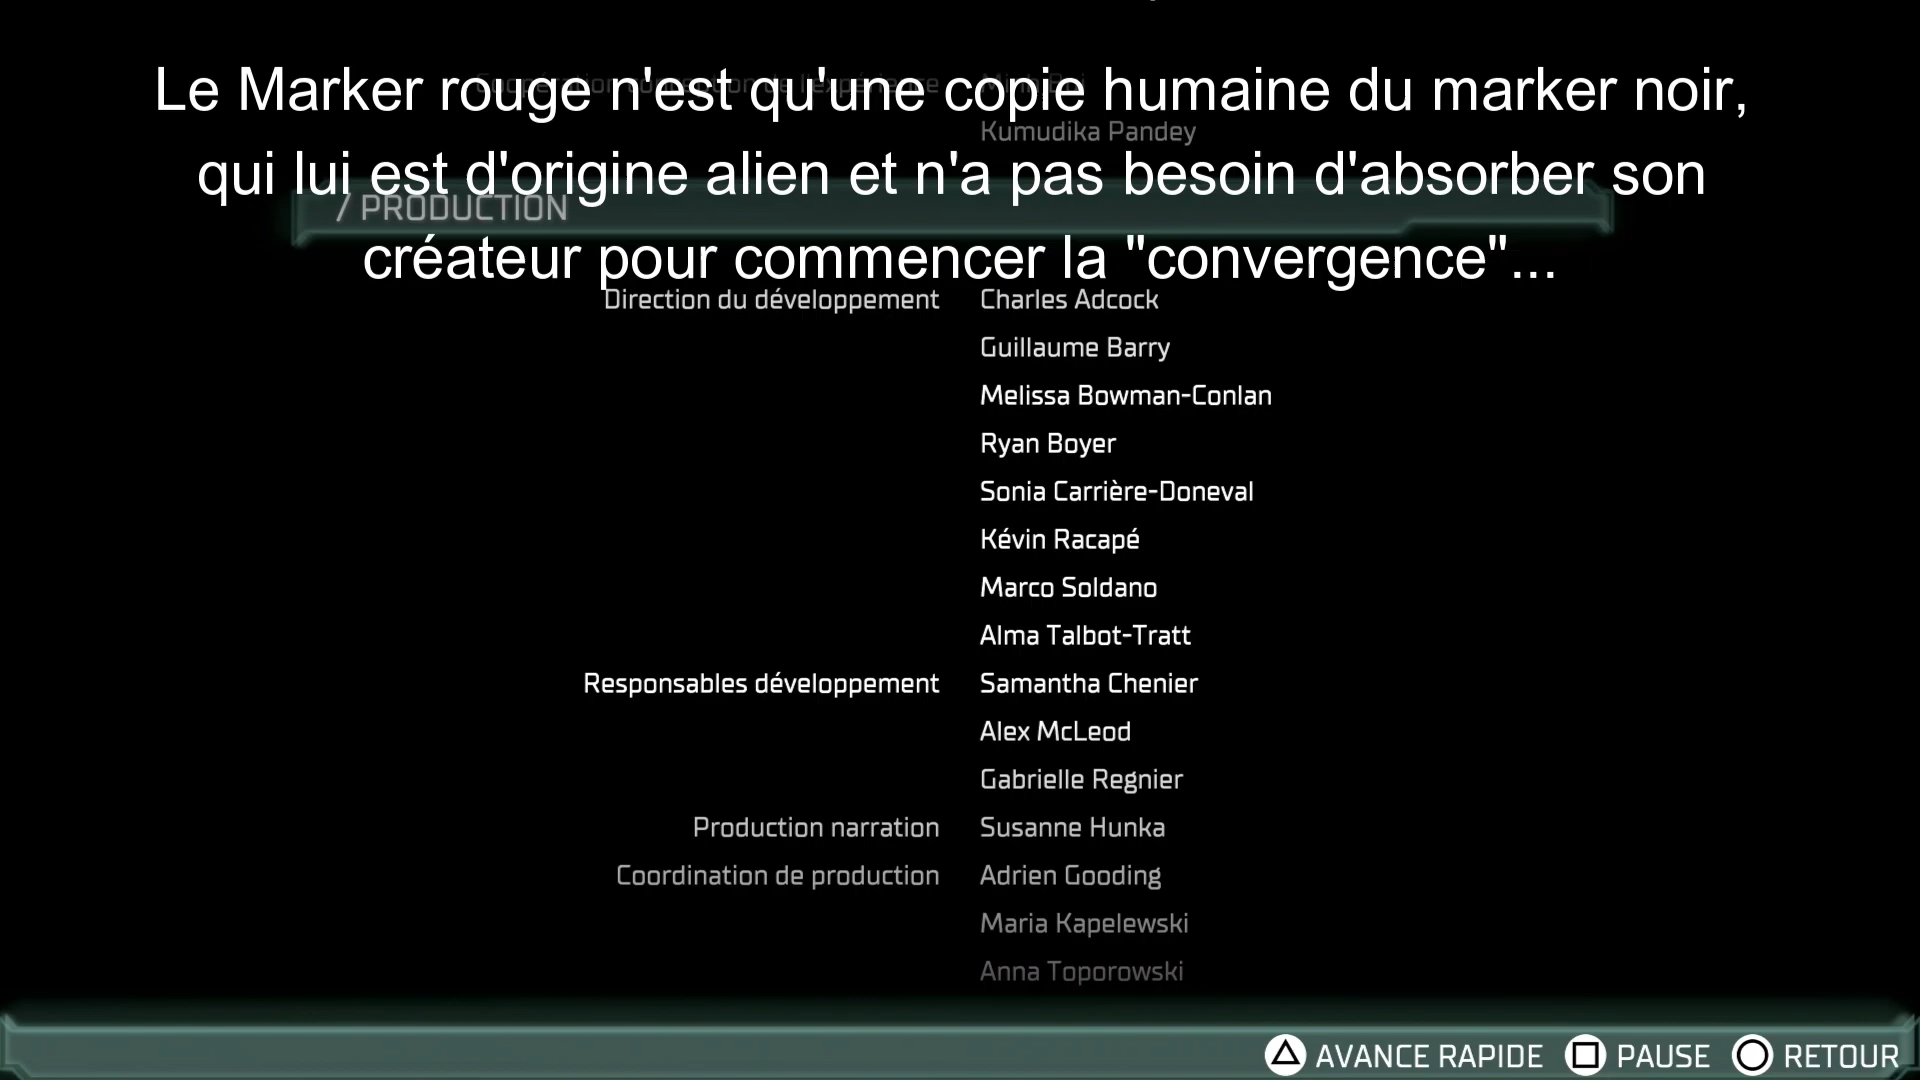 Le Marker rouge n'est qu'une copie humaine du marker noir,
qui lui est d'origine alien et n'a pas besoin d'absorber son
créateur pour commencer la "convergence"...
Kumudika Pandey
/ PRODUCTION
Direction du développement Charles Adcock
Guillaume Barry
Melissa Bowman-Conlan
Ryan Boyer
Sonia Carrière-Doneval
Kévin Racapé
Marco Soldano
Alma Talbot-Tratt
Responsables développement Samantha Chenier
Alex McLeod
Gabrielle Regnier
Production narration Susanne Hunka
Coordination de production Adrien Gooding
Maria Kapelewski
Anna Toporowski
AVANCE RAPIDE PAUSE RETOUR